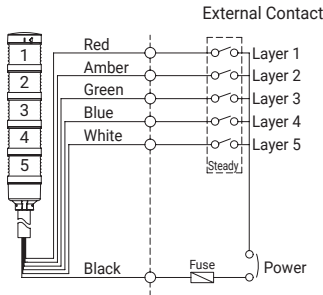 External Contact
1
2
3
4
5
Red
Amber
Green
Blue
White
Black
Layer 1
Layer 2
Layer 3
Layer 4
Layer 5
Steady
Fuse
Power